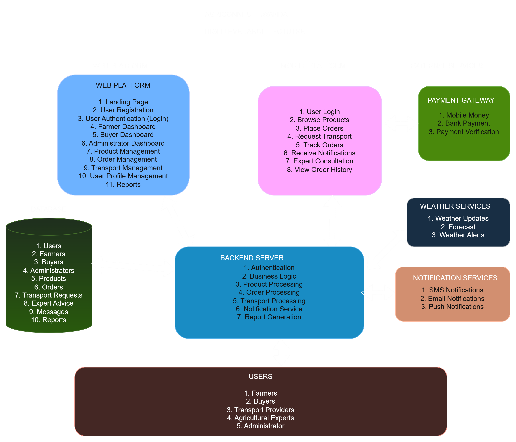 WEB PLATFORM
1. Landing Page
2. User Registration
3. User Authentication (Login)
4. Farmer Dashboard
5. Buyer Dashboard
6. Administrator Dashboard
7. Product Management
8. Order Management
9. Transport Management
10. User Profile Management
11. Reports
1. User Login
2. Browse Products
3. Place Orders
4. Request Transport
5. Track Orders
6. Receive Notifications
7. Expert Consultation
8. View Order History
PAYMENT GATEWAY
1. Mobile Money
2. Bank Payment
3. Payment Verification
WEATHER SERVICES
1. Weather Updates
2. Forecast
3. Weather Alerts
1. Users
2. Farmers
3. Buyers
4. Administrators
5. Products
6. Orders
7. Transport Requests
8. Expert Advice
9. Messages
10. Reports
BACKEND SERVER
1. Authentication
2. Business Logic
3. Product Processing
4. Order Processing
5. Transport Processing
6. Notification Service
7. Report Generation
NOTIFICATION SERVICES
1. SMS Notifications
2. Email Notifications
3. Push Notifications
USERS
1. Farmers
2. Buyers
3. Transport Providers
4. Agricultural Experts
5. Administrator